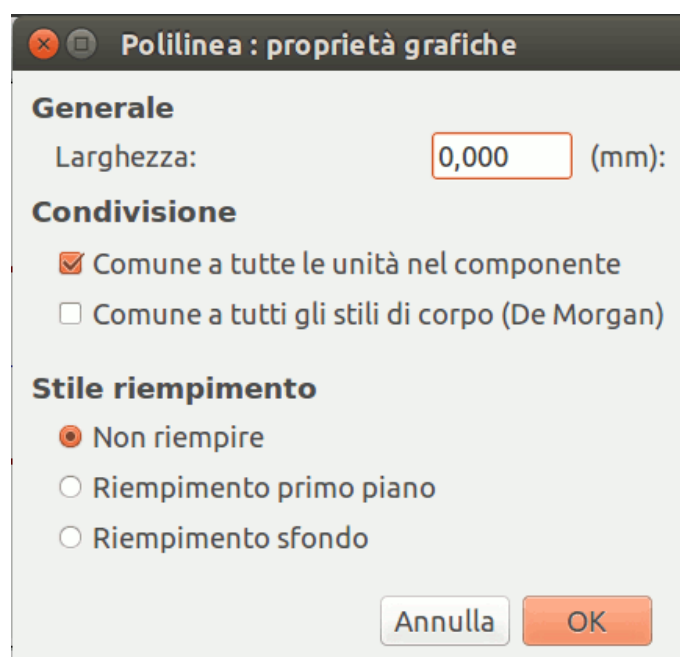 Polilinea : proprietà grafiche
Generale
Larghezza: 0,000 (mm):
Condivisione
Comune a tutte le unità nel componente
Comune a tutti gli stili di corpo (De Morgan)
Stile riempimento
Non riempire
Riempimento primo piano
Riempimento sfondo
Annulla OK